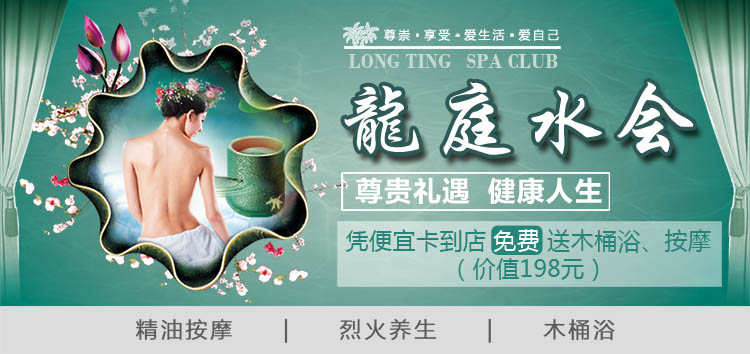 尊崇·享受·爱生活·爱自己
LONG TING SPA CLUB
龍庭水会
尊贵礼遇 健康人生
凭便宜卡到店 免费 送木桶浴、按摩
（价值198元）
精油按摩 | 烈火养生 | 木桶浴